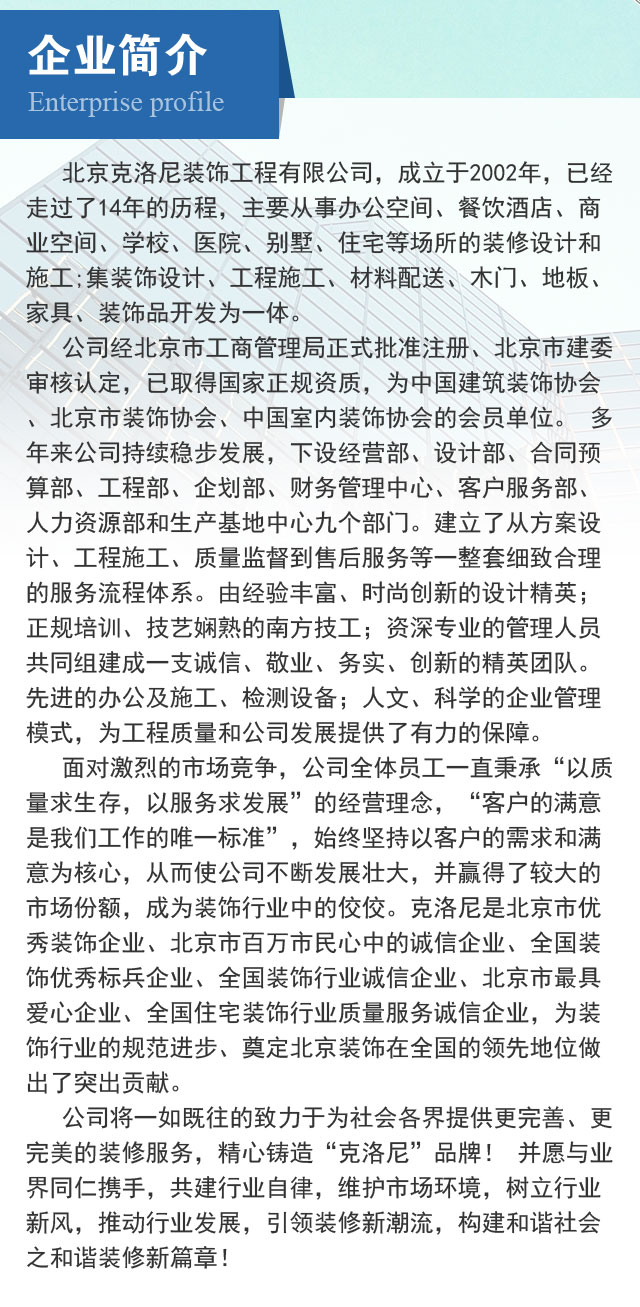 企业简介
Enterprise profile
北京克洛尼装饰工程有限公司，成立于2002年，已经
走过了14年的历程，主要从事办公空间、餐饮酒店、商
业空间、学校、医院、别墅、住宅等场所的装修设计和
施工;集装饰设计、工程施工、材料配送、木门、地板、
家具、装饰品开发为一体。
公司经北京市工商管理局正式批准注册、北京市建委
审核认定，已取得国家正规资质，为中国建筑装饰协会
、北京市装饰协会、中国室内装饰协会的会员单位。 多
年来公司持续稳步发展，下设经营部、设计部、合同预
算部、工程部、企划部、财务管理中心、客户服务部、
人力资源部和生产基地中心九个部门。建立了从方案设
计、工程施工、质量监督到售后服务等一整套细致合理
的服务流程体系。由经验丰富、时尚创新的设计精英；
正规培训、技艺娴熟的南方技工；资深专业的管理人员
共同组建成一支诚信、敬业、务实、创新的精英团队。
先进的办公及施工、检测设备；人文、科学的企业管理
模式，为工程质量和公司发展提供了有力的保障。
面对激烈的市场竞争，公司全体员工一直秉承“以质
量求生存，以服务求发展”的经营理念，“客户的满意
是我们工作的唯一标准”，始终坚持以客户的需求和满
意为核心，从而使公司不断发展壮大，并赢得了较大的
市场份额，成为装饰行业中的佼佼。克洛尼是北京市优
秀装饰企业、北京市百万市民心中的诚信企业、全国装
饰优秀标兵企业、全国装饰行业诚信企业、北京市最具
爱心企业、全国住宅装饰行业质量服务诚信企业，为装
饰行业的规范进步、奠定北京装饰在全国的领先地位做
出了突出贡献。
公司将一如既往的致力于为社会各界提供更完善、更
完美的装修服务，精心铸造“克洛尼”品牌！ 并愿与业
界同仁携手，共建行业自律，维护市场环境，树立行业
新风，推动行业发展，引领装修新潮流，构建和谐社会
之和谐装修新篇章！